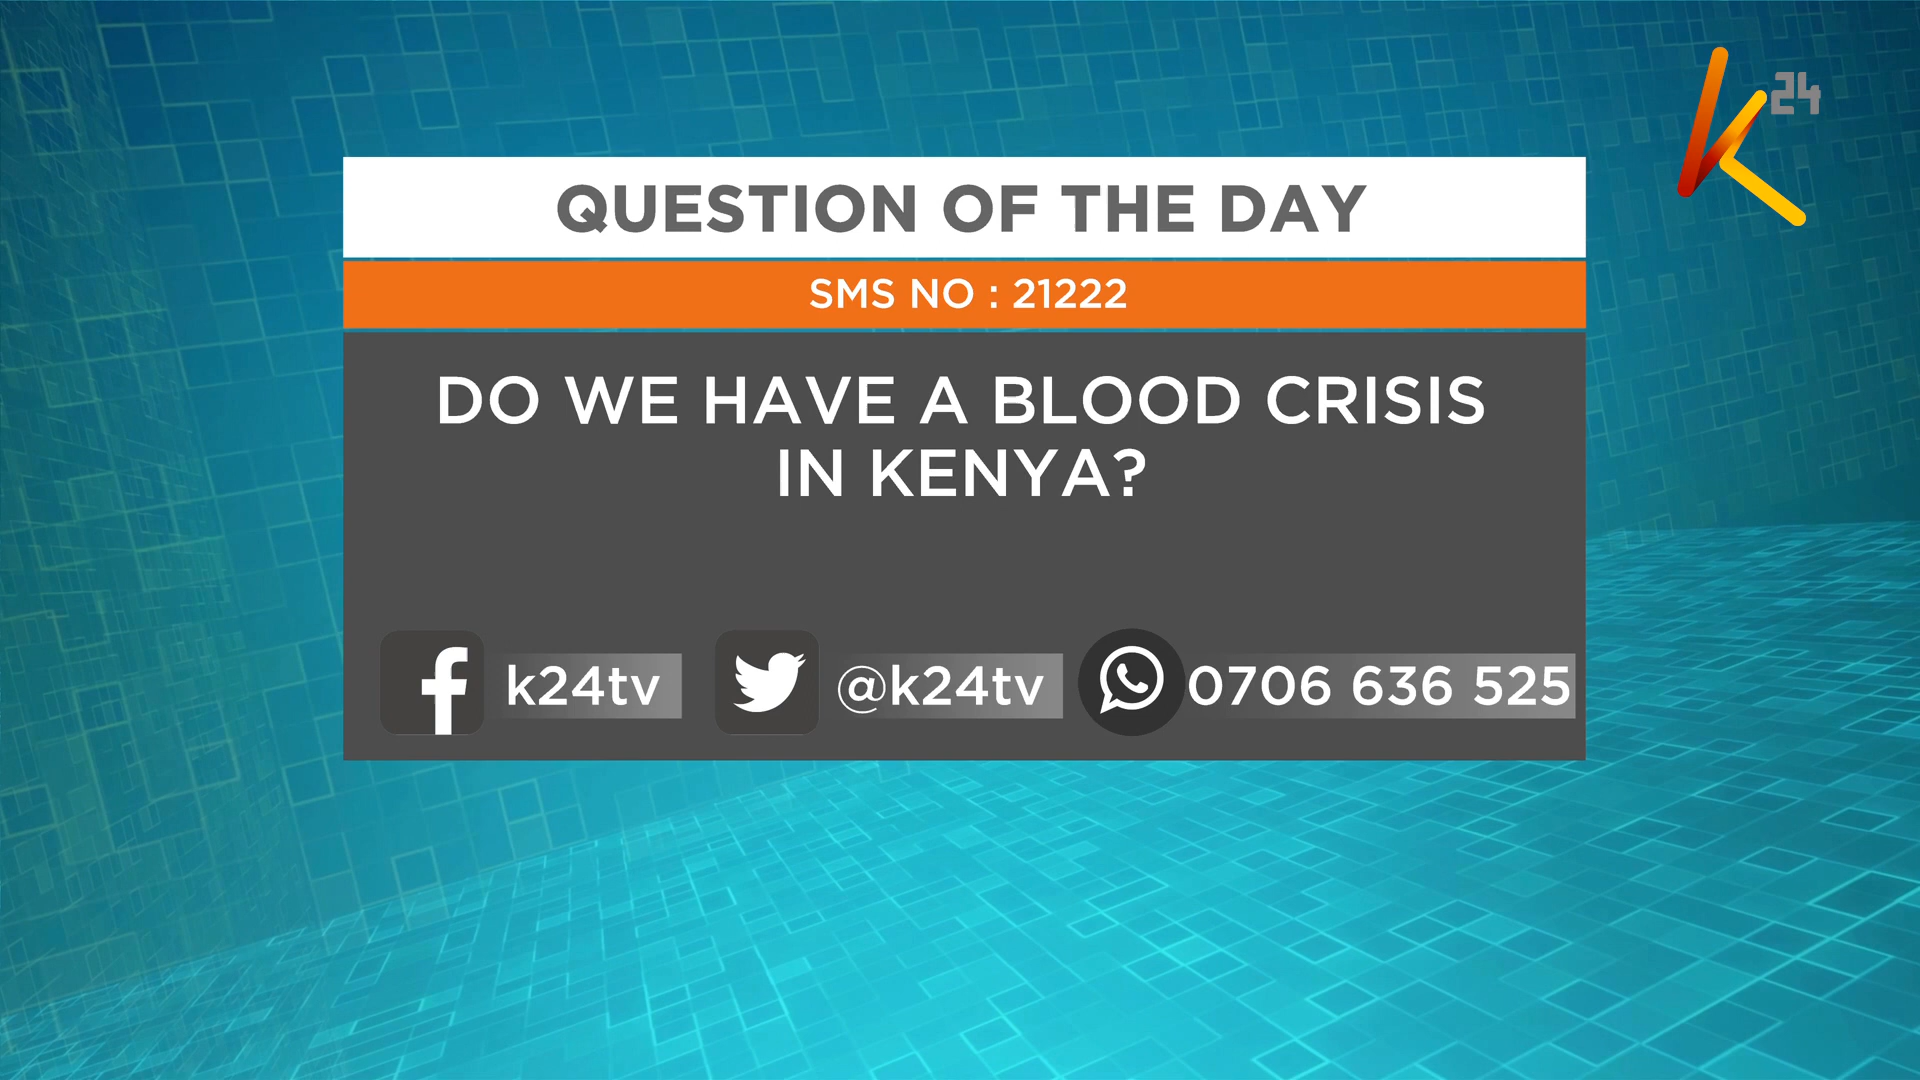 K24
QUESTION OF THE DAY
SMS NO : 21222
DO WE HAVE A BLOOD CRISIS
IN KENYA?
k24tv @k24tv 0706 636 525